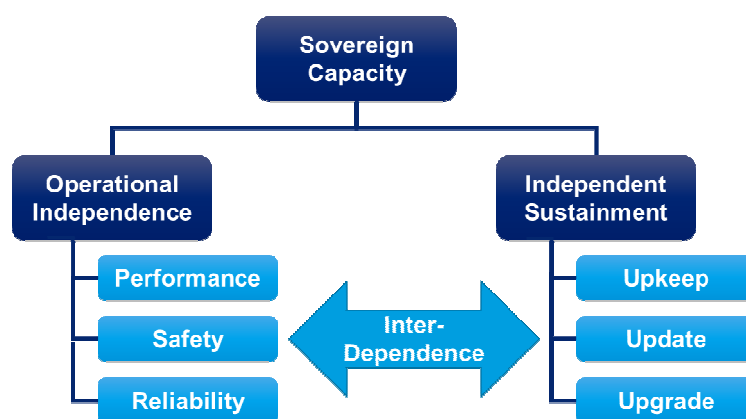 Sovereign
Capacity
Operational
Independence
Independent
Sustainment
Performance
Safety
Reliability
Inter-
Dependence
Upkeep
Update
Upgrade